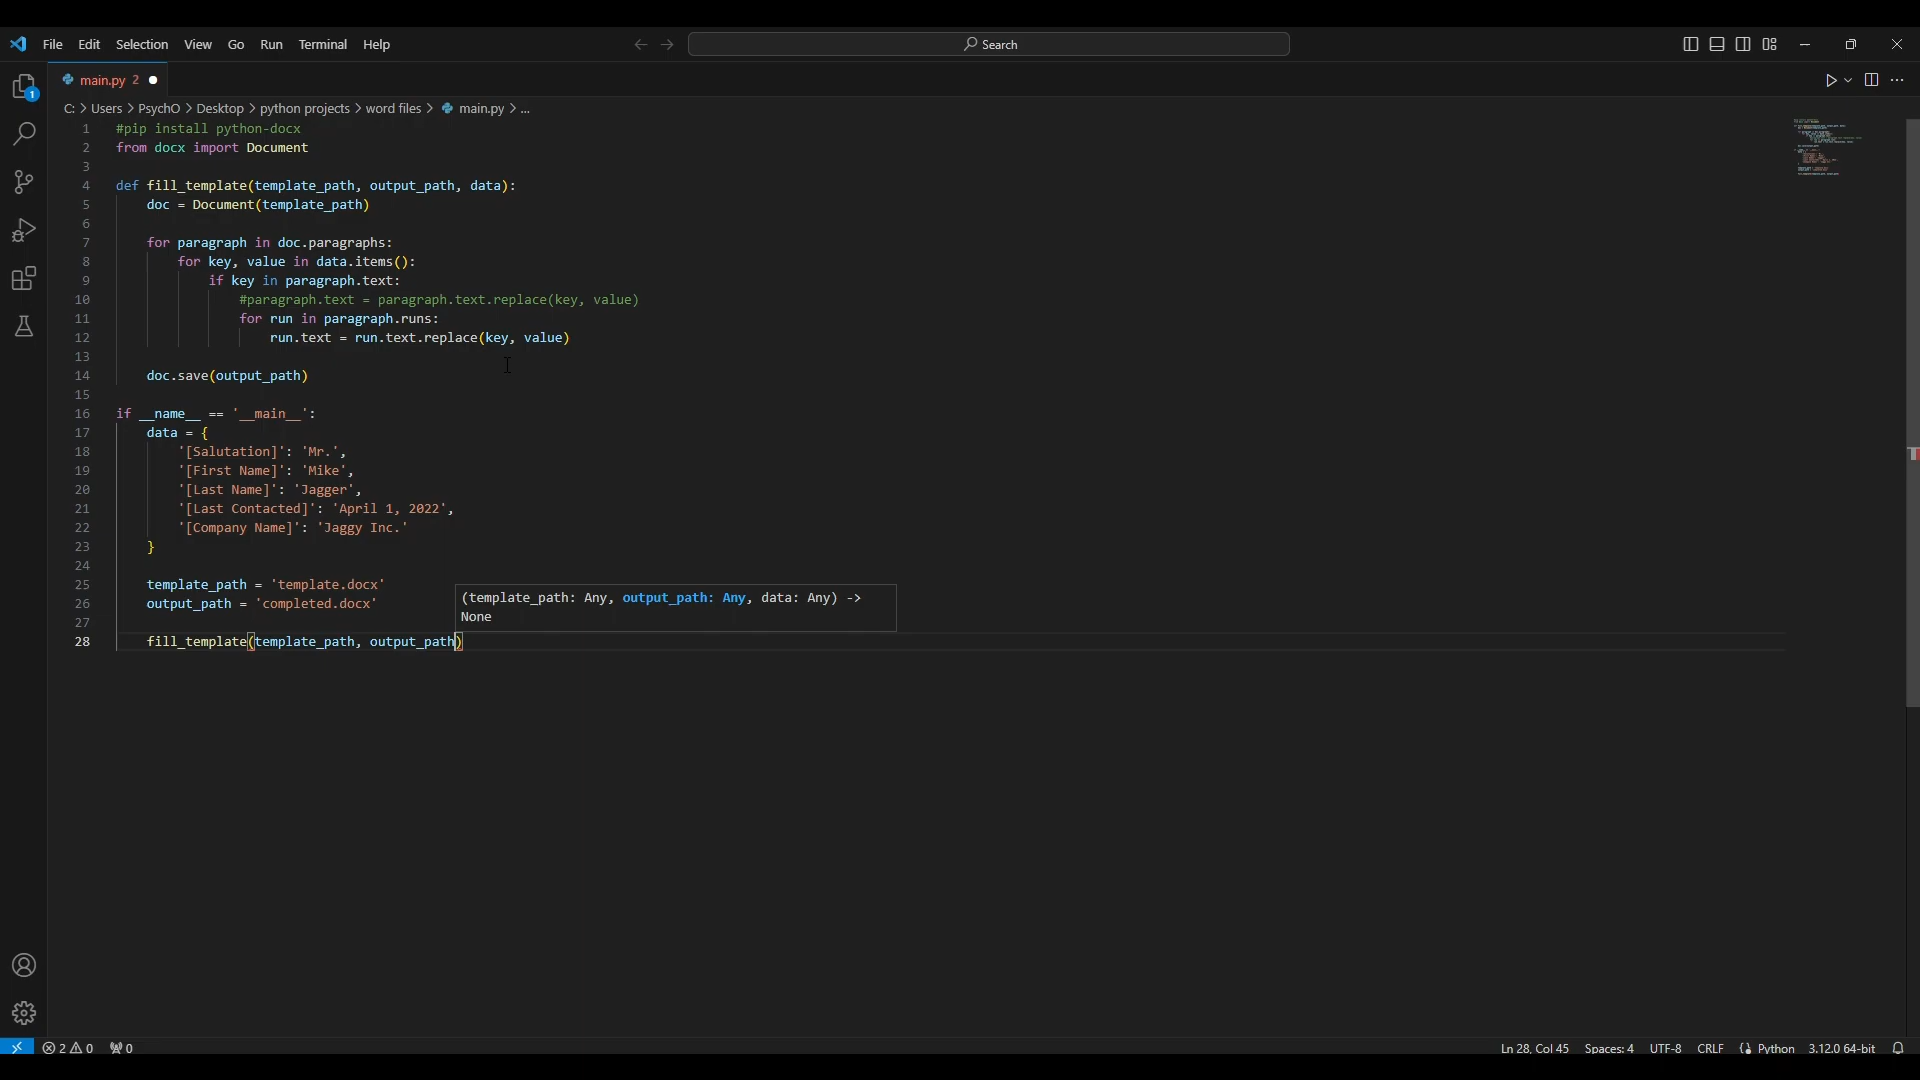 File Edit Selection View Go Run Terminal Help
Search
main.py 2
C: > Users > PsychO > Desktop > python projects > word files > main.py > ...
1 #pip install python-docx
2 from docx import Document
3
4 def fill_template(template_path, output_path, data):
5 doc = Document(template_path)
6
7 for paragraph in doc.paragraphs:
8 for key, value in data.items():
9 if key in paragraph.text:
10 #paragraph.text = paragraph.text.replace(key, value)
11 for run in paragraph.runs:
12 run.text = run.text.replace(key, value)
13
14 doc.save(output_path)
15
16 if __name__ == '__main__':
17 data = {
18 '[Salutation]': 'Mr.',
19 '[First Name]': 'Mike',
20 '[Last Name]': 'Jagger',
21 '[Last Contacted]': 'April 1, 2022',
22 '[Company Name]': 'Jaggy Inc.'
23 }
24
25 template_path = 'template.docx'
26 output_path = 'completed.docx'
(template_path: Any, output_path: Any, data: Any) ->
None
27
28 fill_template(template_path, output_path)
1
2 0 0
Ln 28, Col 45 Spaces: 4 UTF-8 CRLF Python 3.12.0 64-bit